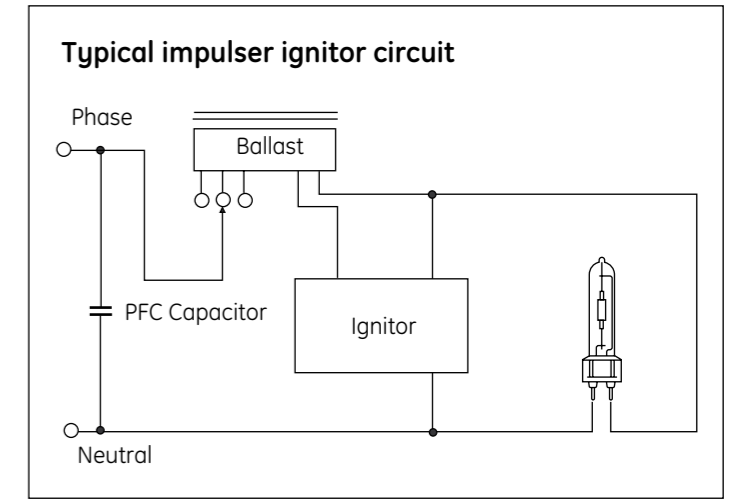 Typical impulser ignitor circuit
Phase
Ballast
PFC Capacitor
Ignitor
Neutral